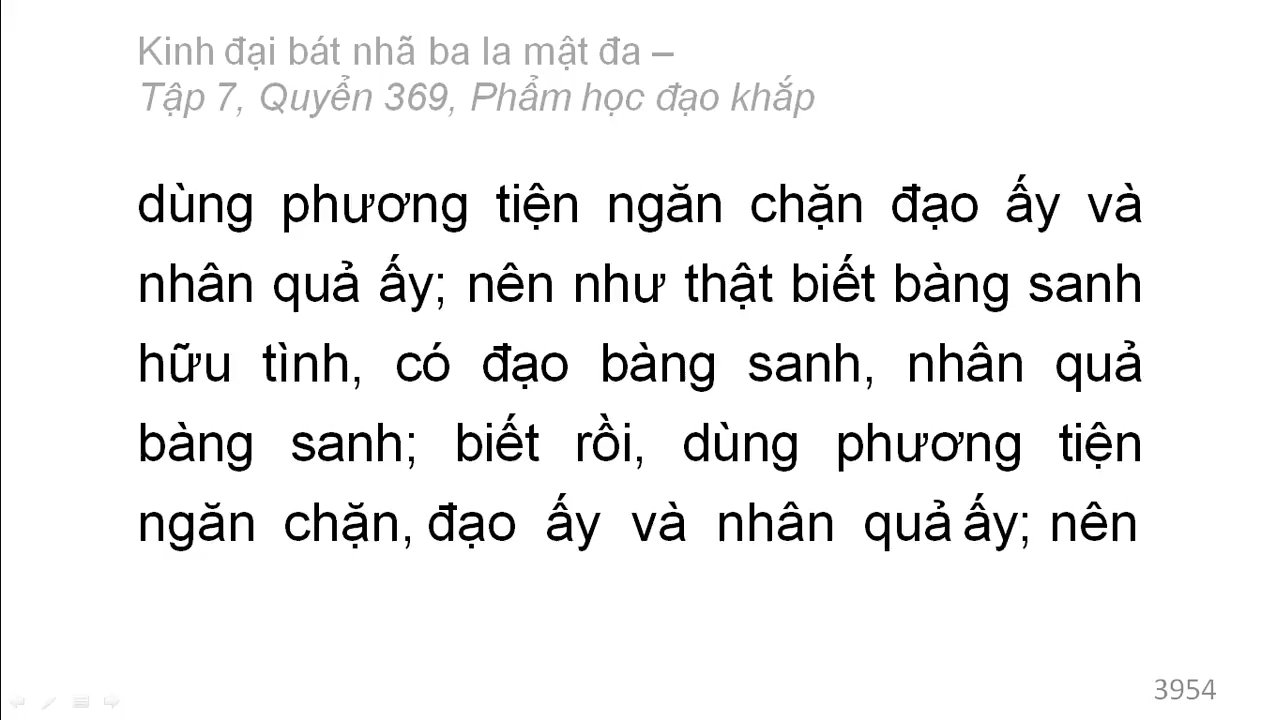 Kinh đại bát nhã ba la mật đa –
Tập 7, Quyển 369, Phẩm học đạo khắp
dùng phương tiện ngăn chặn đạo ấy và
nhân quả ấy; nên như thật biết bàng sanh
hữu tình, có đạo bàng sanh, nhân quả
bàng sanh; biết rồi, dùng phương tiện
ngăn chặn, đạo ấy và nhân quả ấy; nên
3954